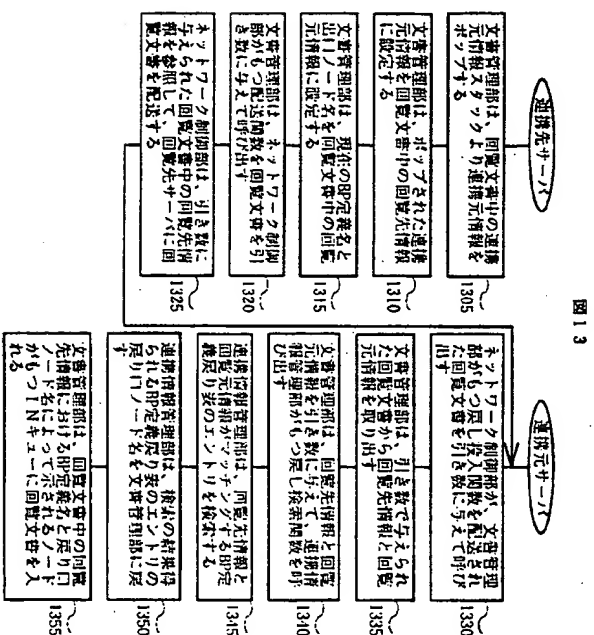 図13
連携先サーバ
文書管理部は、回覧文書中の連携
元情報スタックより連携元情報を
ポップする
1305
文書管理部は、ポップされた連携
元情報を回覧文書中の回覧先情報
に設定する
1310
文書管理部は、現在のBP定義名と
出口ノード名を回覧文書中の回覧
元情報に設定する
1315
文書管理部は、ネットワーク制御
部がもつ配送関数を回覧文書を引
き数に与えて呼び出す
1320
ネットワーク制御部は、引き数に
与えられた回覧文書中の回覧先情
報を参照して、回覧先サーバに回
覧文書を配送する
1325
連携元サーバ
ネットワーク制御部が、文書管理
部がもつ戻し投入関数を配送され
た回覧文書を引き数に与えて呼び
出す
1330
文書管理部は、引き数で与えられ
た回覧文書から回覧先情報と回覧
元情報を取り出す
1335
文書管理部は、回覧先情報と回覧
元情報を引き数に与えて、連携情
報管理部がもつ戻し検索関数を呼
び出す
1340
連携情報管理部は、回覧先情報と
回覧元情報がマッチングするBP定
義戻り表のエントリを検索する
1345
連携情報管理部は、検索の結果得
られるBP定義戻り表のエントリの
戻り口ノード名を文書管理部に戻
す
1350
文書管理部は、回覧文書中の回覧
先情報におけるBP定義名と戻り口
ノード名によって示されるノード
がもつINキューに回覧文書を入
れる
1355